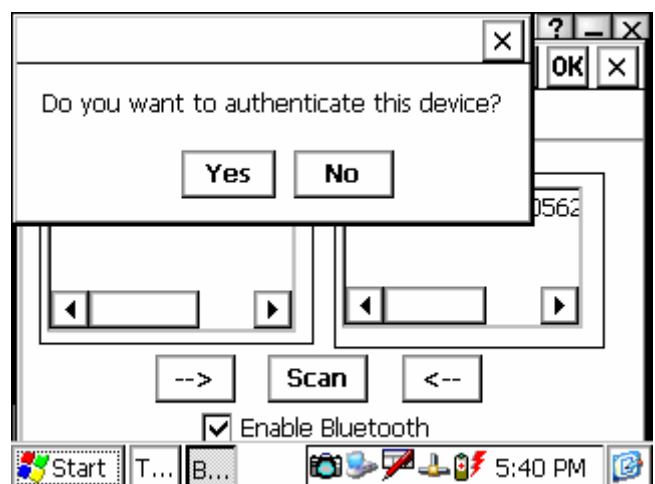 ?
OK
Do you want to authenticate this device?
Yes No
0562
--> Scan <--
Enable Bluetooth
Start T... B... 5:40 PM